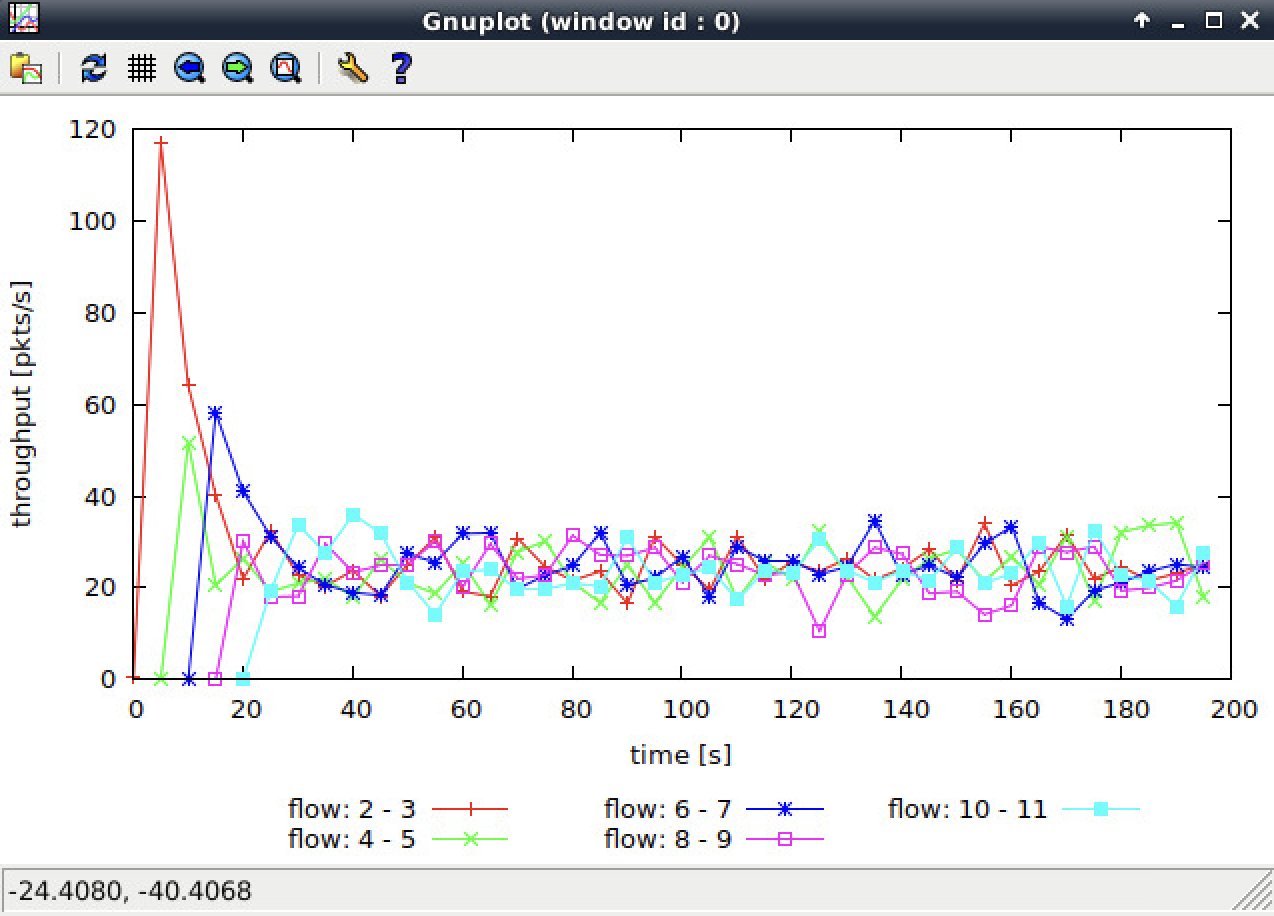 Gnuplot (window id : 0)
?
120
100
80
60
40
20
0
throughput [pkts/s]
0 20 40 60 80 100 120 140 160 180 200
time [s]
flow: 2 - 3 flow: 6 - 7 flow: 10 - 11
flow: 4 - 5 flow: 8 - 9
-24.4080, -40.4068